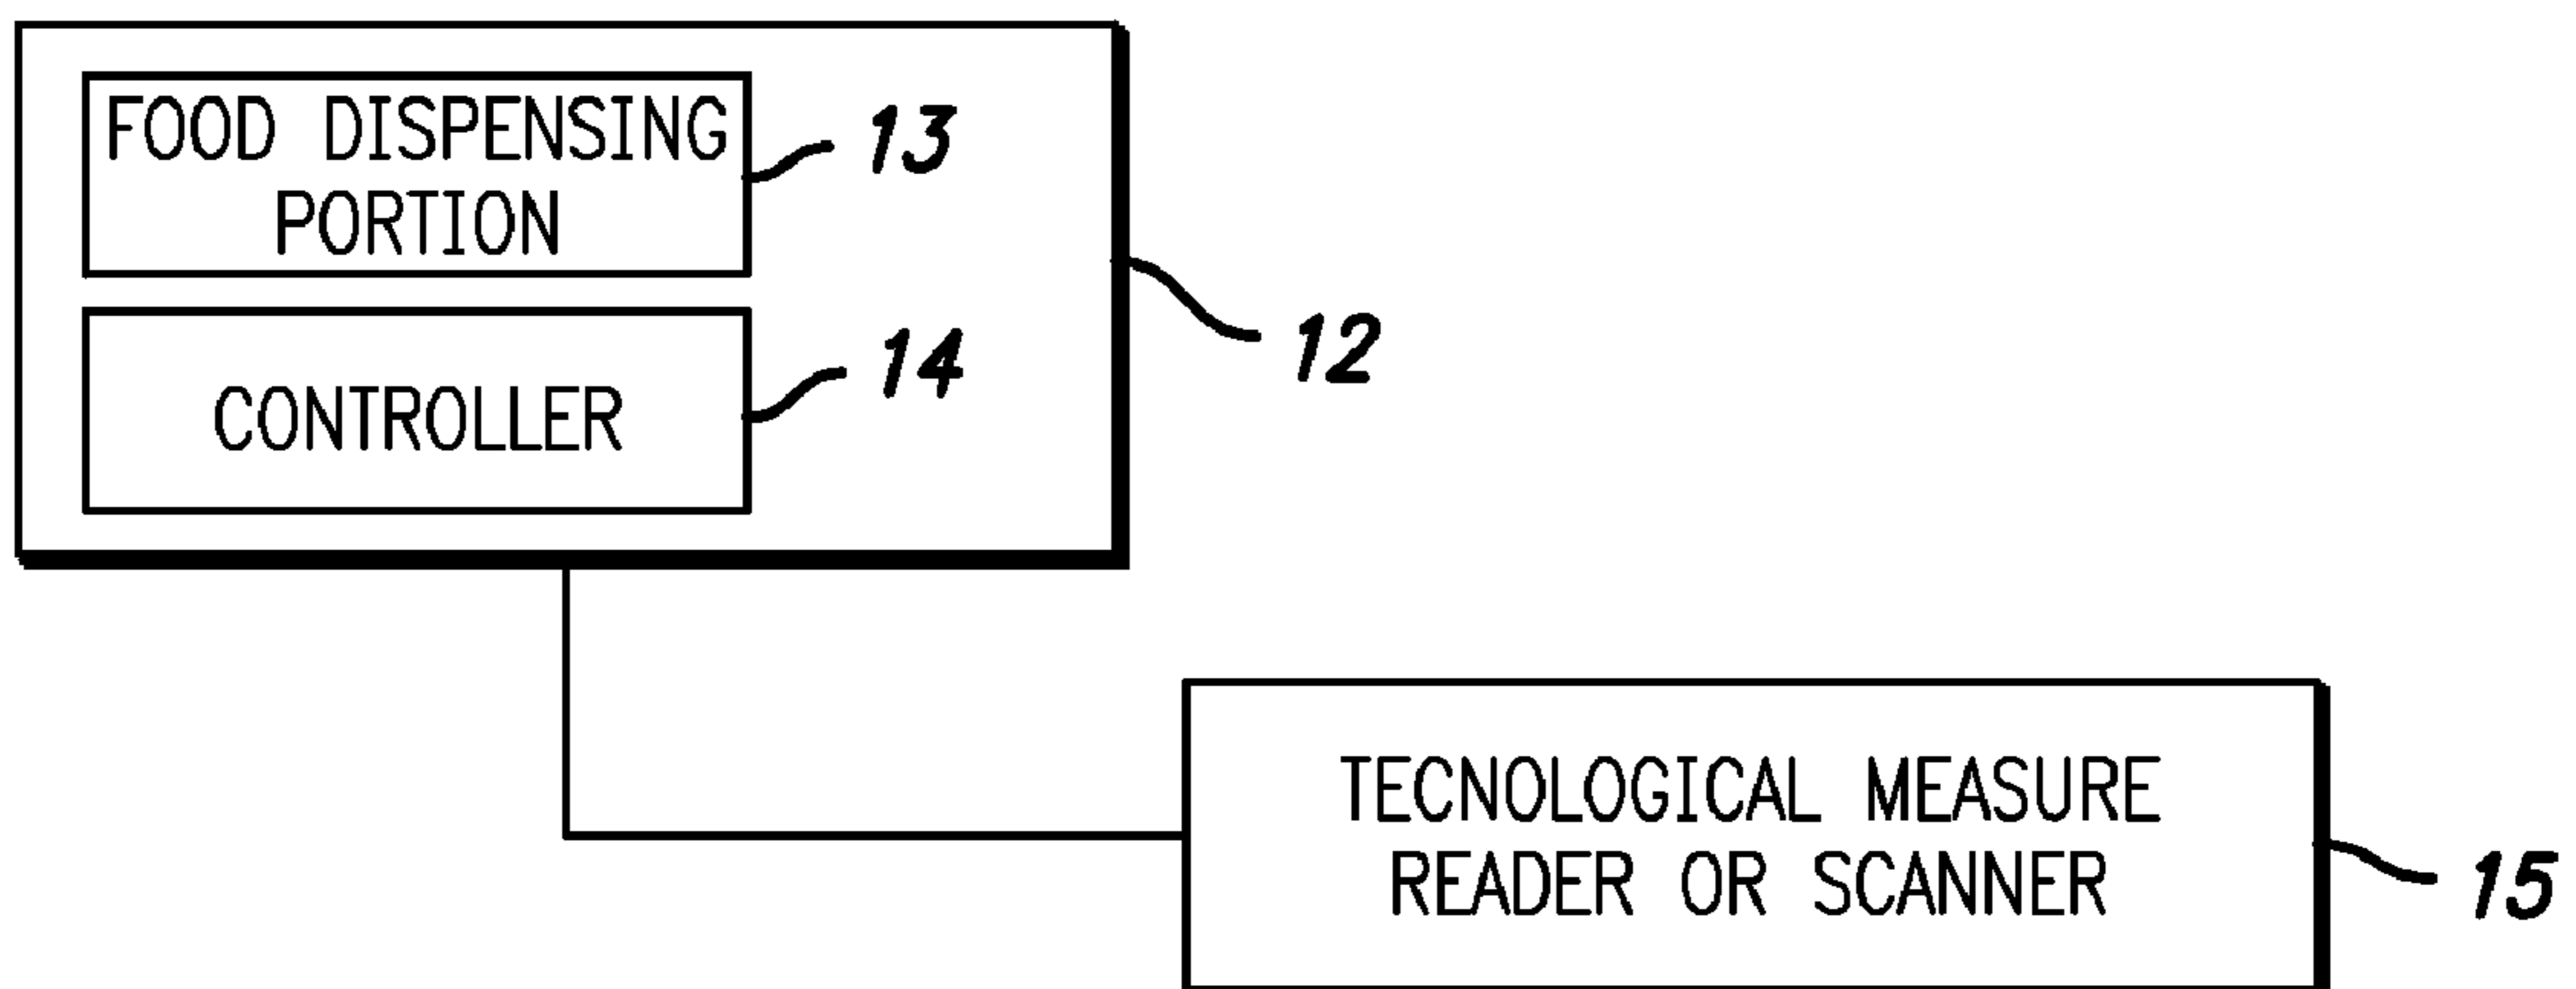 FOOD DISPENSING
PORTION
13
CONTROLLER
14
12
TECNOLOGICAL MEASURE
READER OR SCANNER
15